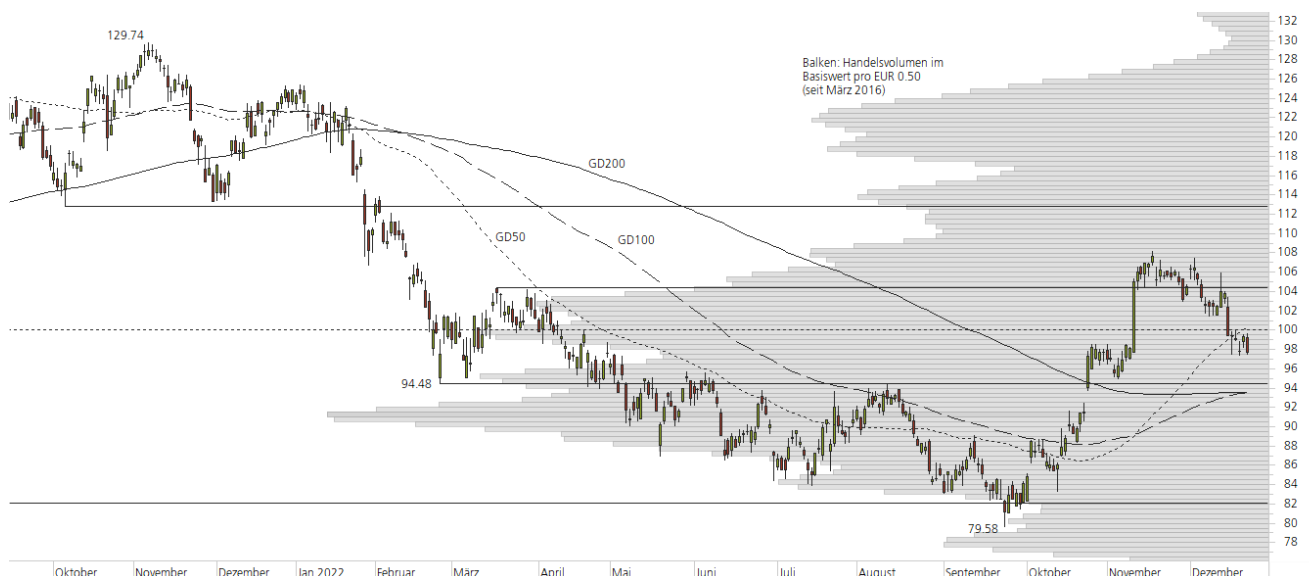 129.74
Balken: Handelsvolumen im
Basiswert pro EUR 0.50
(seit März 2016)
GD200
GD50
GD100
94.48
79.58
132
130
128
126
124
122
120
118
116
114
112
110
108
106
104
102
100
98
96
94
92
90
88
86
84
82
80
78
Oktober
November
Dezember
Jan 2022
Februar
März
April
Mai
Juni
Juli
August
September
Oktober
November
Dezember